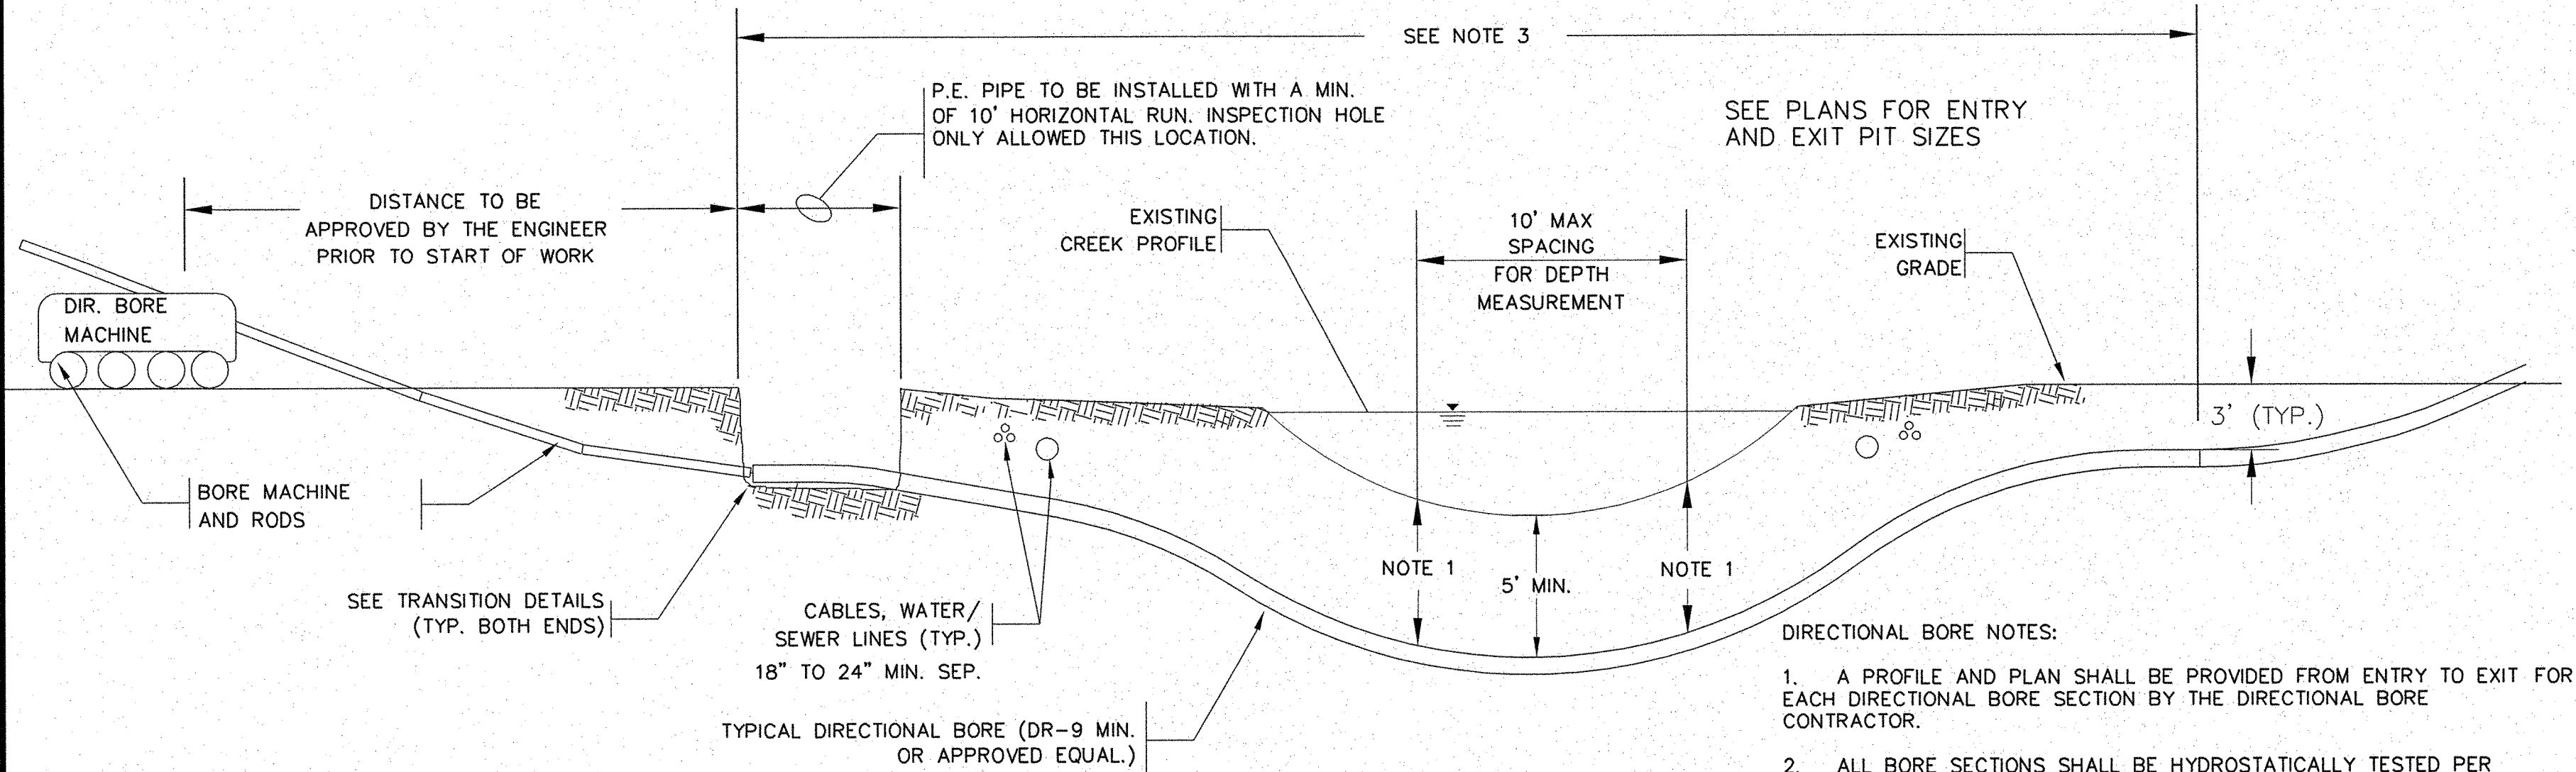 SEE NOTE 3
P.E. PIPE TO BE INSTALLED WITH A MIN.
OF 10' HORIZONTAL RUN. INSPECTION HOLE
ONLY ALLOWED THIS LOCATION.
SEE PLANS FOR ENTRY
AND EXIT PIT SIZES
DISTANCE TO BE
APPROVED BY THE ENGINEER
PRIOR TO START OF WORK
EXISTING
CREEK PROFILE
10' MAX
SPACING
FOR DEPTH
MEASUREMENT
EXISTING
GRADE
DIR. BORE
MACHINE
3' (TYP.)
BORE MACHINE
AND RODS
NOTE 1
5' MIN.
NOTE 1
SEE TRANSITION DETAILS
(TYP. BOTH ENDS)
CABLES, WATER/
SEWER LINES (TYP.)
18" TO 24" MIN. SEP.
TYPICAL DIRECTIONAL BORE (DR-9 MIN.
OR APPROVED EQUAL.)
DIRECTIONAL BORE NOTES:
1. A PROFILE AND PLAN SHALL BE PROVIDED FROM ENTRY TO EXIT FOR
EACH DIRECTIONAL BORE SECTION BY THE DIRECTIONAL BORE
CONTRACTOR.
2. ALL BORE SECTIONS SHALL BE HYDROSTATICALLY TESTED PER